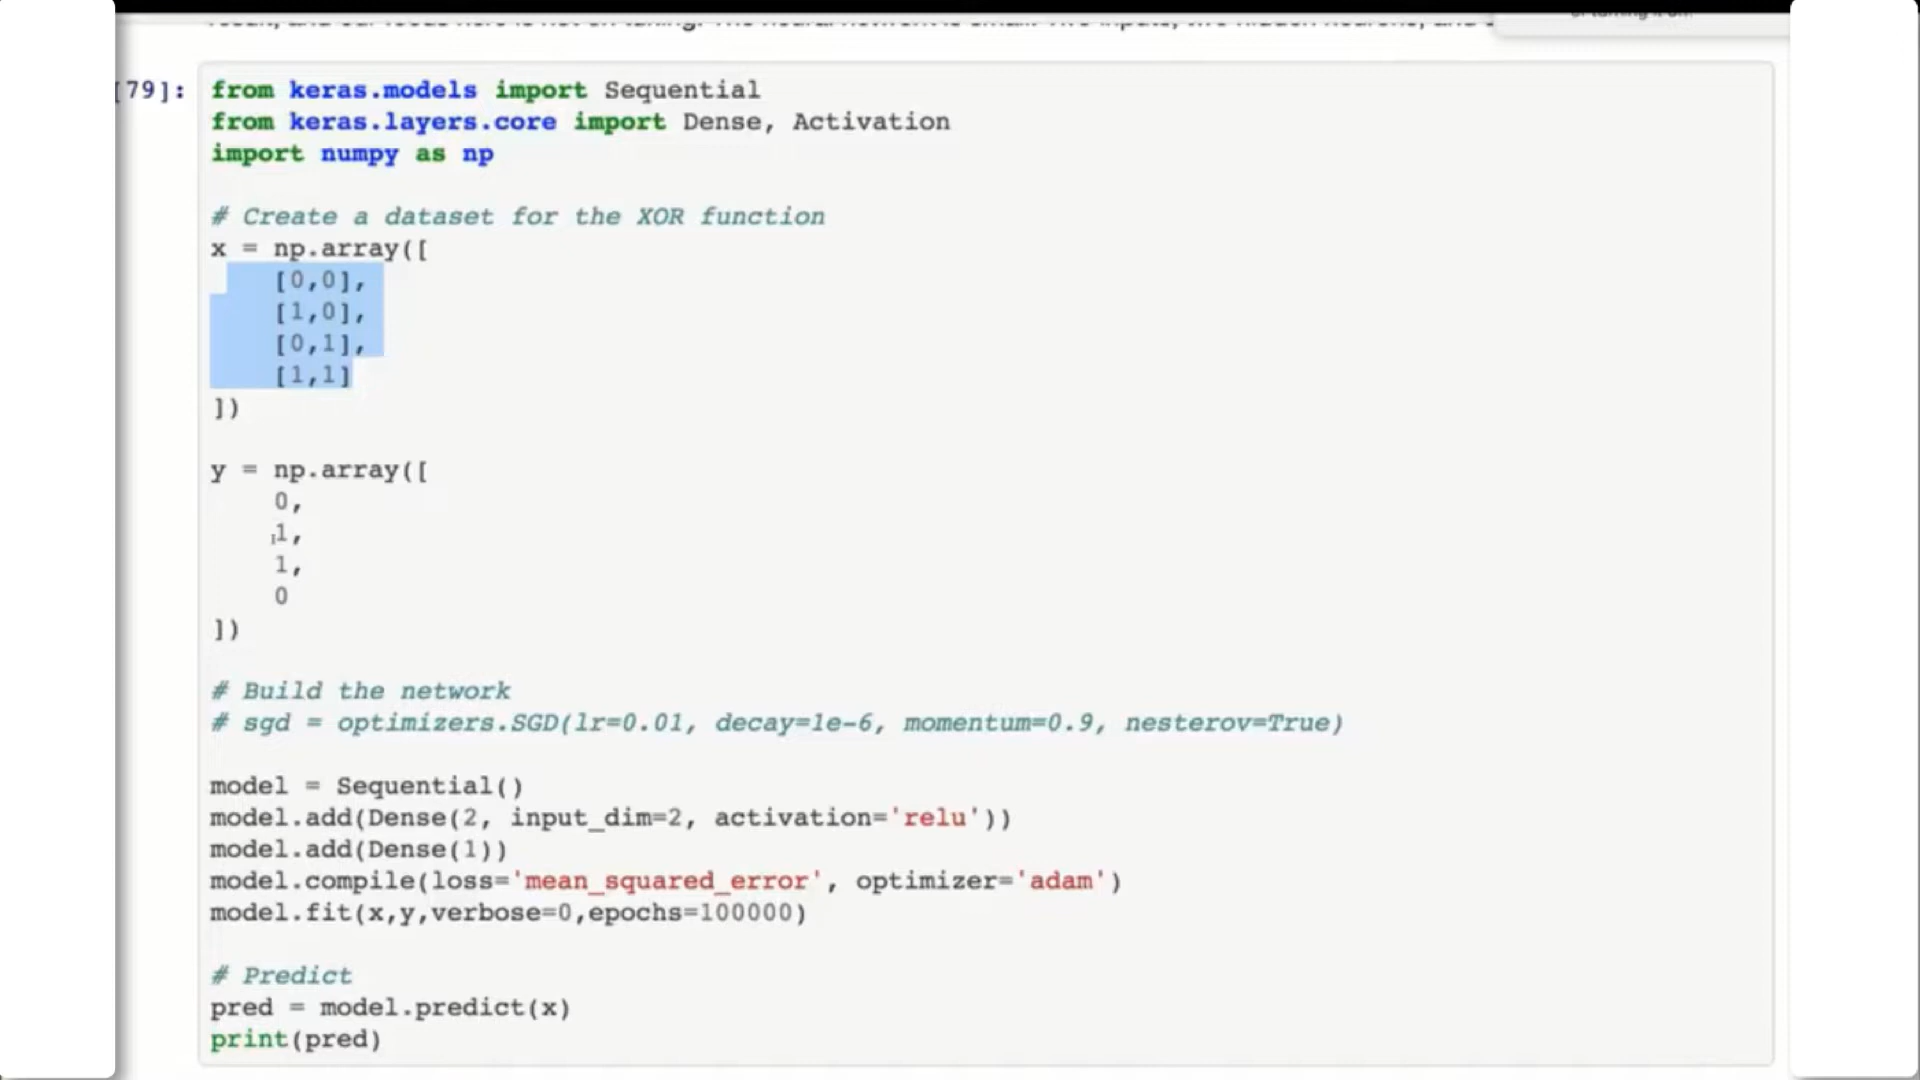 [79]:
from keras.models import Sequential
from keras.layers.core import Dense, Activation
import numpy as np
# Create a dataset for the XOR function
x = np.array([
[0,0],
[1,0],
[0,1],
[1,1]
])
y = np.array([
0,
1,
1,
0
])
# Build the network
# sgd = optimizers.SGD(lr=0.01, decay=1e-6, momentum=0.9, nesterov=True)
model = Sequential()
model.add(Dense(2, input_dim=2, activation='relu'))
model.add(Dense(1))
model.compile(loss='mean_squared_error', optimizer='adam')
model.fit(x,y,verbose=0,epochs=100000)
# Predict
pred = model.predict(x)
print(pred)